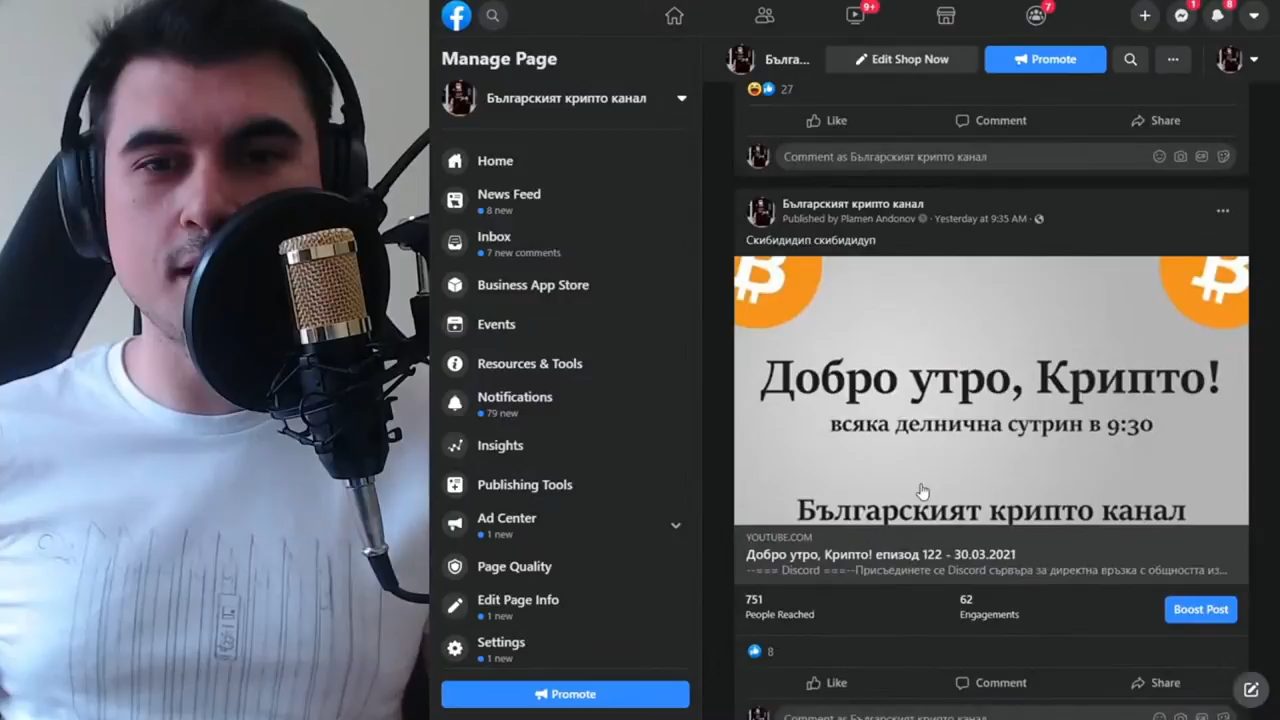 9+
7
1
8
Manage Page
Българският крипто канал
Home
News Feed
8 new
Inbox
7 new comments
Business App Store
Events
Resources & Tools
Notifications
79 new
Insights
Publishing Tools
Ad Center
1 new
Page Quality
Edit Page Info
1 new
Settings
1 new
Promote
Бълга...
Edit Shop Now
Promote
27
Like
Comment
Share
Comment as Българският крипто канал
Българският крипто канал
Published by Plamen Andonov · Yesterday at 9:35 AM ·
Скибидидип скибидидуп
Добро утро, Крипто!
всяка делнична сутрин в 9:30
Българският крипто канал
YOUTUBE.COM
Добро утро, Крипто! епизод 122 - 30.03.2021
--=== Discord ===--Присъединете се Discord сървъра за директна връзка с общността из...
751
People Reached
62
Engagements
Boost Post
8
Like
Comment
Share